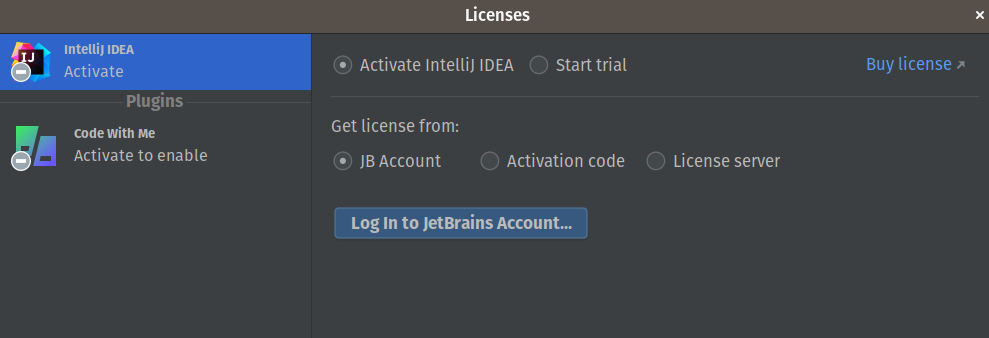 Licenses
IntelliJ IDEA
Activate
Plugins
Code With Me
Activate to enable
Activate IntelliJ IDEA
Start trial
Buy license
Get license from:
JB Account
Activation code
License server
Log In to JetBrains Account...
IJ